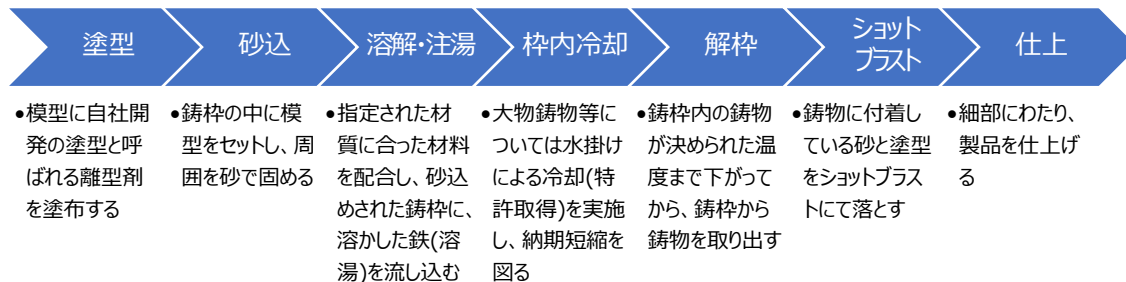 塗型
砂込
溶解・注湯
枠内冷却
解枠
ショット
ブラスト
仕上
•模型に自社開
発の塗型と呼
ばれる離型剤
を塗布する
•鋳枠の中に模
型をセットし、周
囲を砂で固める
•指定された材
質に合った材料
を配合し、砂込
めされた鋳枠に、
溶かした鉄(溶
湯)を流し込む
•大物鋳物等に
ついては水掛け
による冷却(特
許取得)を実施
し、納期短縮を
図る
•鋳枠内の鋳物
が決められた温
度まで下がって
から、鋳枠から
鋳物を取り出す
•鋳物に付着し
ている砂と塗型
をショットブラス
トにて落とす
•細部にわたり、
製品を仕上げ
る